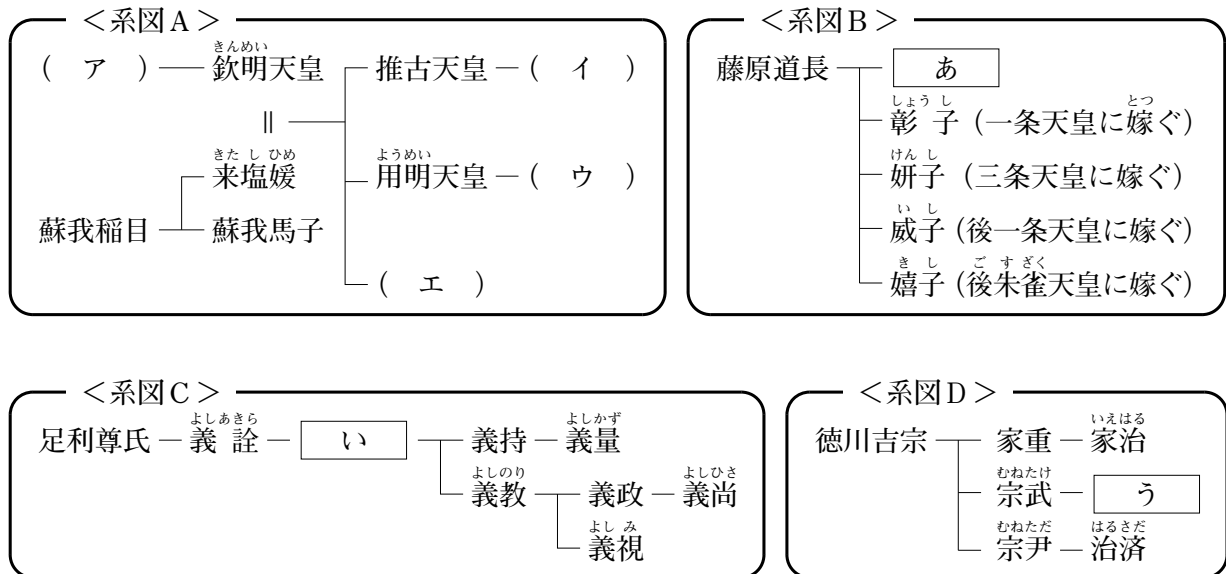 ＜系図A＞
（　ア　） 欽明天皇 推古天皇 （　イ　）
きんめい
＝
来塩媛 用明天皇 （　ウ　）
きた し ひめ ようめい
蘇我稲目 蘇我馬子
（　エ　）
＜系図B＞
藤原道長 あ
しょう し とつ
彰子（一条天皇に嫁ぐ）
けん し
妍子（三条天皇に嫁ぐ）
い し
威子（後一条天皇に嫁ぐ）
き し ご す ざく
嬉子（後朱雀天皇に嫁ぐ）
＜系図C＞
よしあきら よしかず
足利尊氏 義詮 い 義持 義量
よしのり よしひさ
義教 義政 義尚
よし み
義視
＜系図D＞
いえはる
徳川吉宗 家重 家治
むねたけ
宗武 う
むねただ はるさだ
宗尹 治済